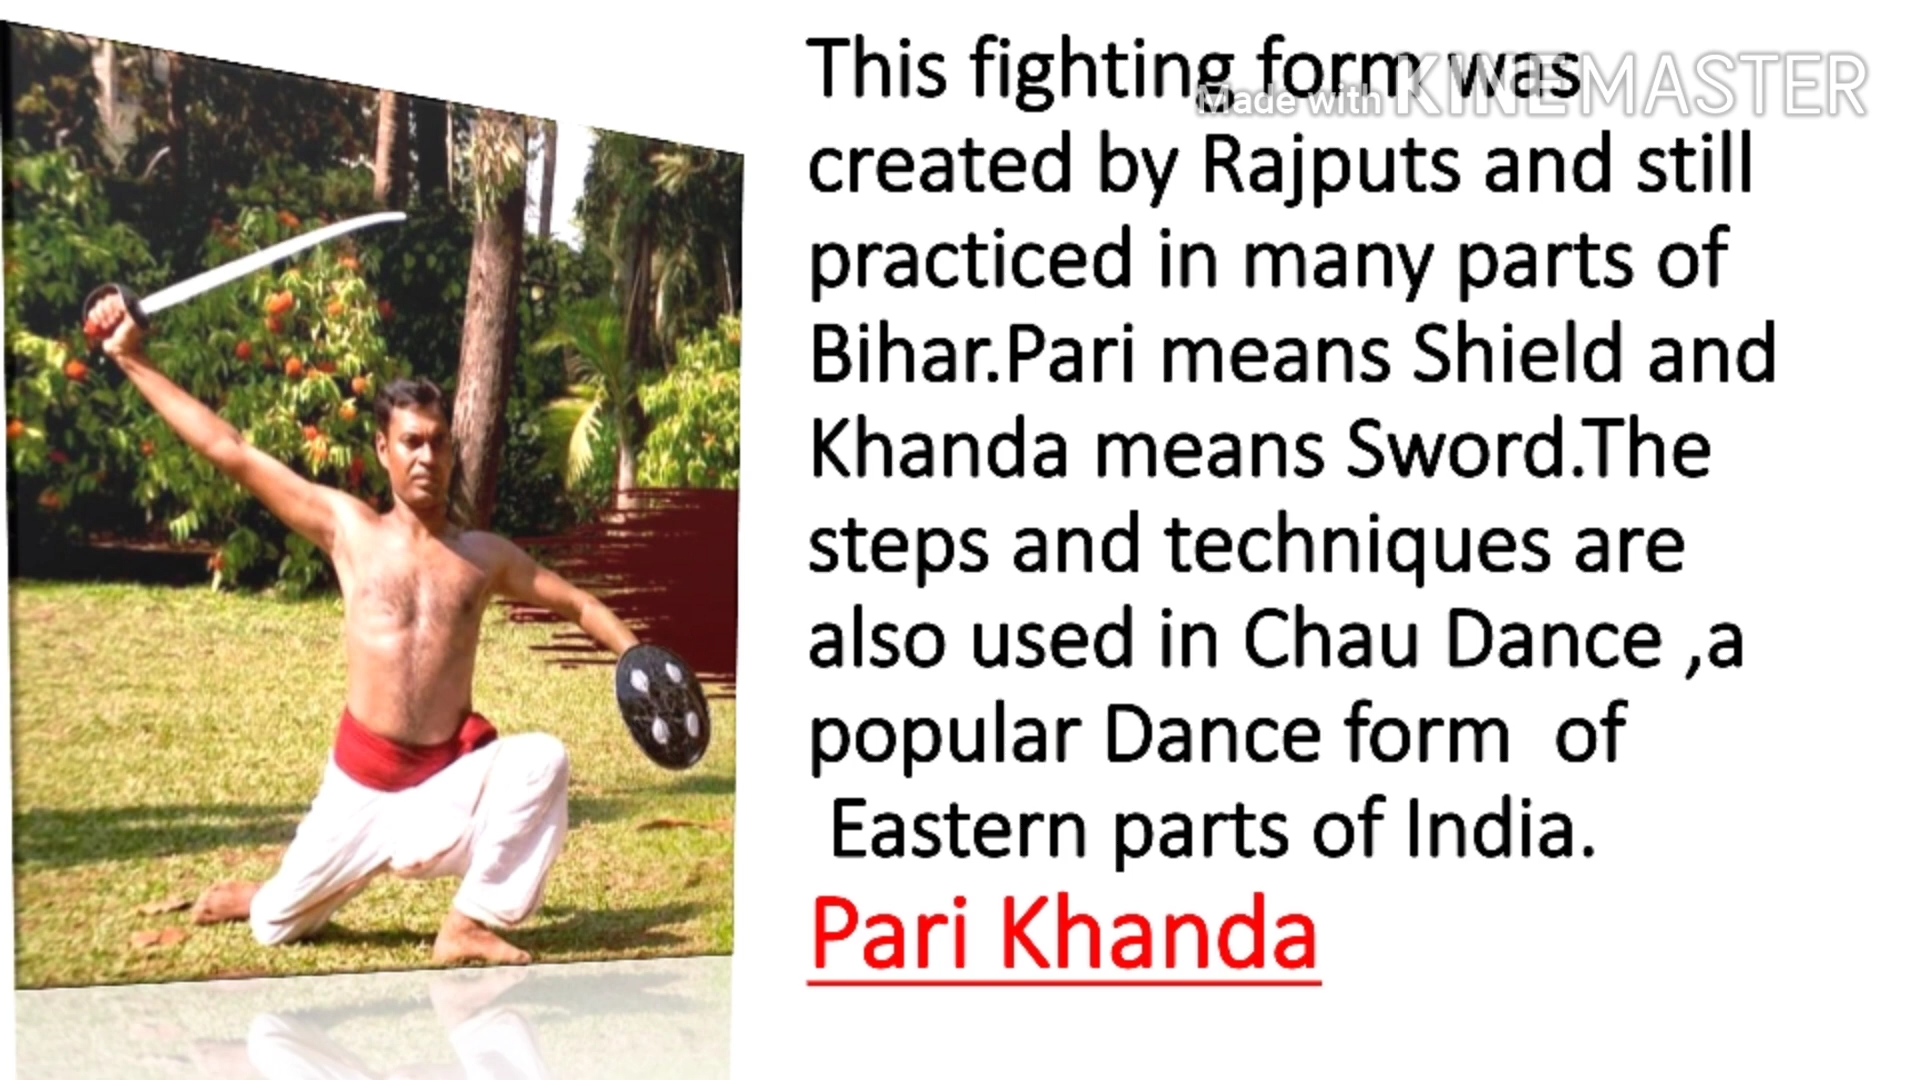 This fighting form was
Made with KINEMASTER
created by Rajputs and still
practiced in many parts of
Bihar.Pari means Shield and
Khanda means Sword.The
steps and techniques are
also used in Chau Dance ,a
popular Dance form  of
Eastern parts of India.
Pari Khanda